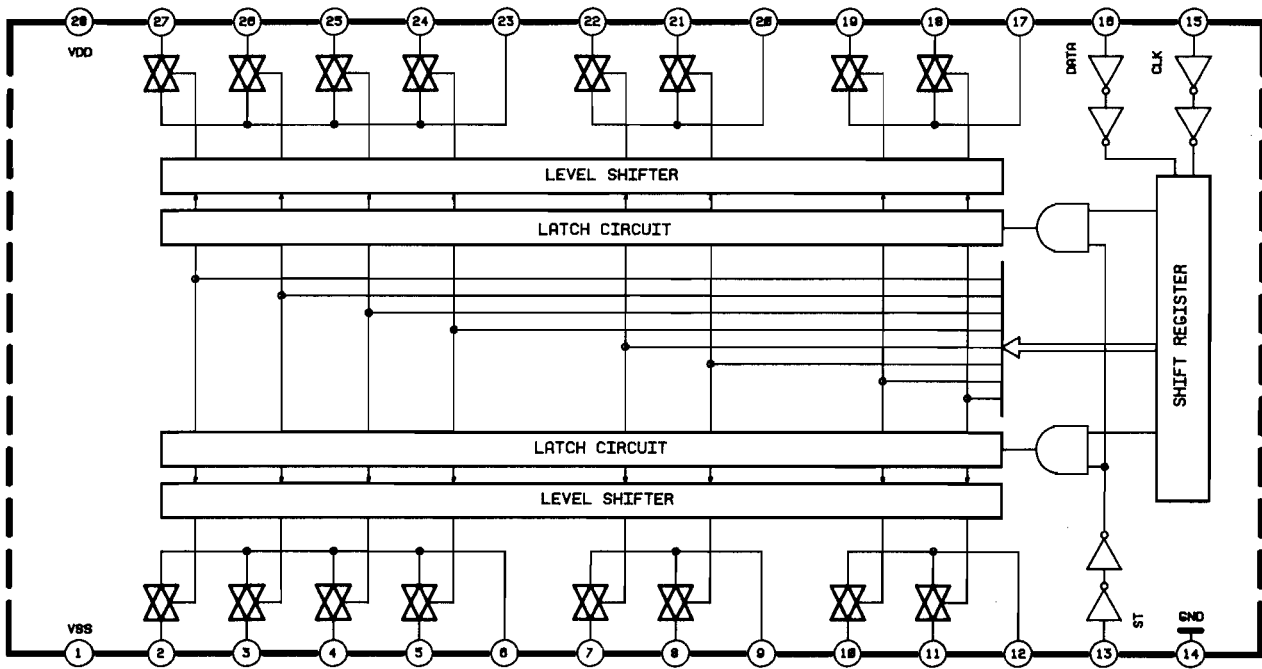 28 27 26 25 24 23 22 21 20 19 18 17 16 15
VDD
DATA
CLK
LEVEL SHIFTER
LATCH CIRCUIT
SHIFT REGISTER
LATCH CIRCUIT
LEVEL SHIFTER
VSS
ST
GND
1 2 3 4 5 6 7 8 9 10 11 12 13 14